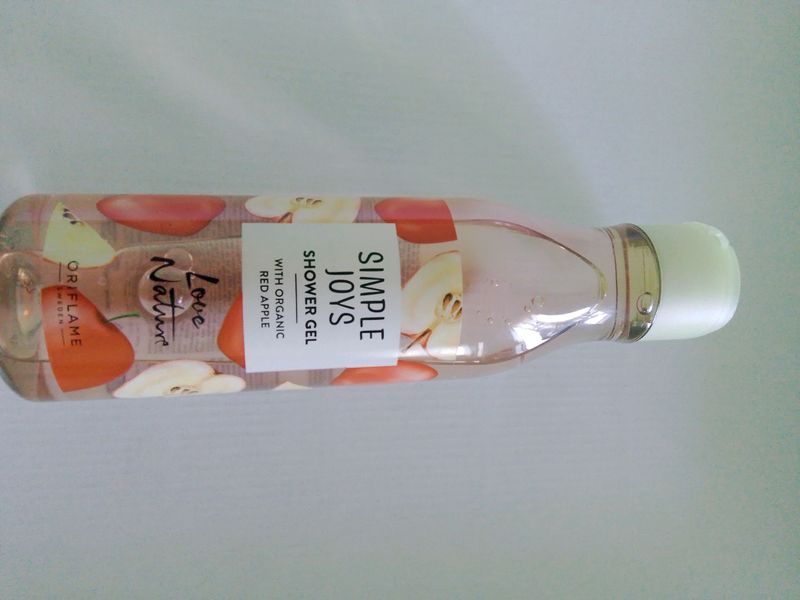 SIMPLE
JOYS
SHOWER GEL
WITH ORGANIC
RED APPLE
Love
Nature
ORIFLAME
SWEDEN